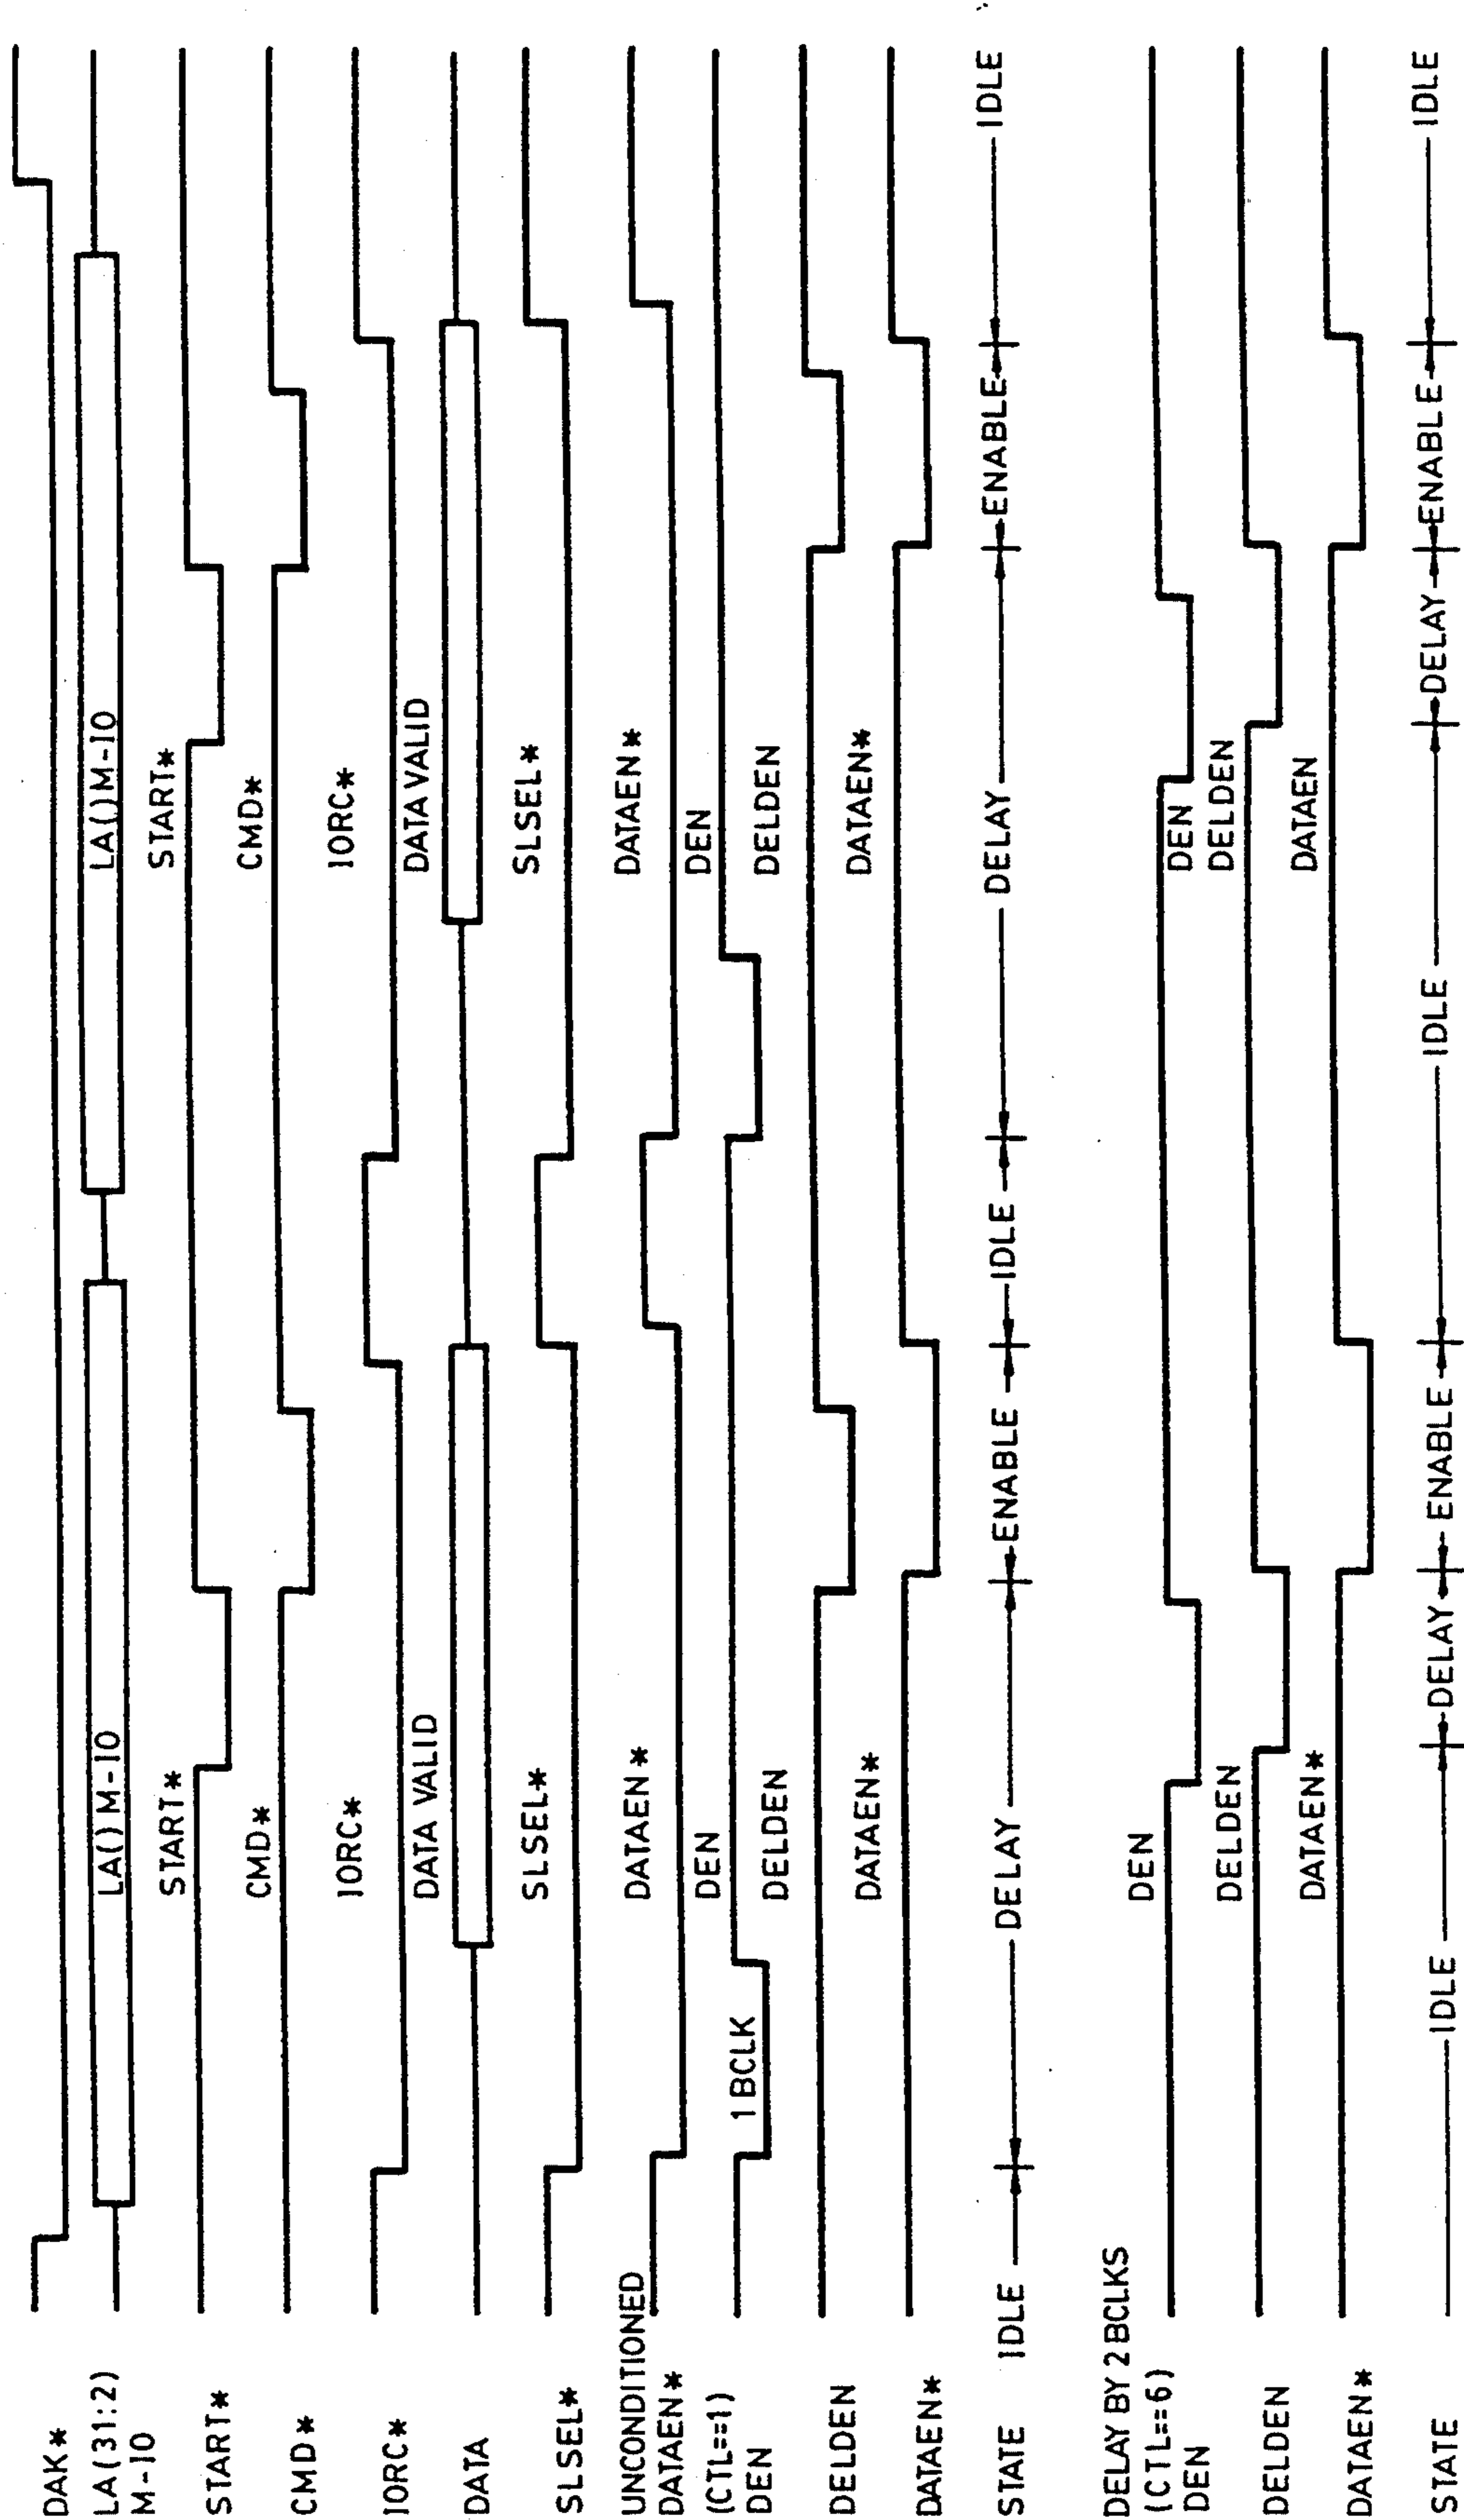 DAK*
LA(31:2)
M-IO
LA() M-IO
LA()M-IO
START*
START*
START*
CMD*
CMD*
CMD*
IORC*
IORC*
IORC*
DATA
DATA VALID
DATA VALID
SLSEL*
SLSEL*
SLSEL*
UNCONDITIONED
DATAEN*
DATAEN*
DATAEN*
(CTL==1)
DEN
1 BCLK
DEN
DEN
DELDEN
DELDEN
DELDEN
DATAEN*
DATAEN*
DATAEN*
STATE IDLE DELAY ENABLE IDLE DELAY ENABLE IDLE
DELAY BY 2 BCLKS
(CTL==6)
DEN
DEN
DEN
DELDEN
DELDEN
DELDEN
DATAEN*
DATAEN*
DATAEN
STATE IDLE DELAY ENABLE IDLE DELAY ENABLE IDLE